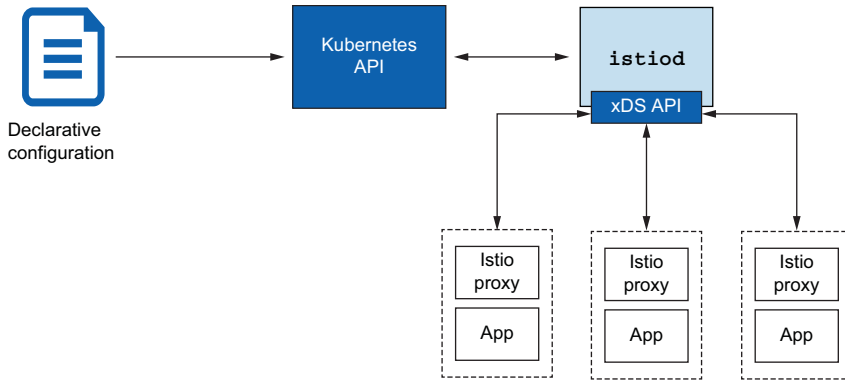 Declarative
configuration
Kubernetes
API
istiod
xDS API
Istio
proxy
App
Istio
proxy
App
Istio
proxy
App